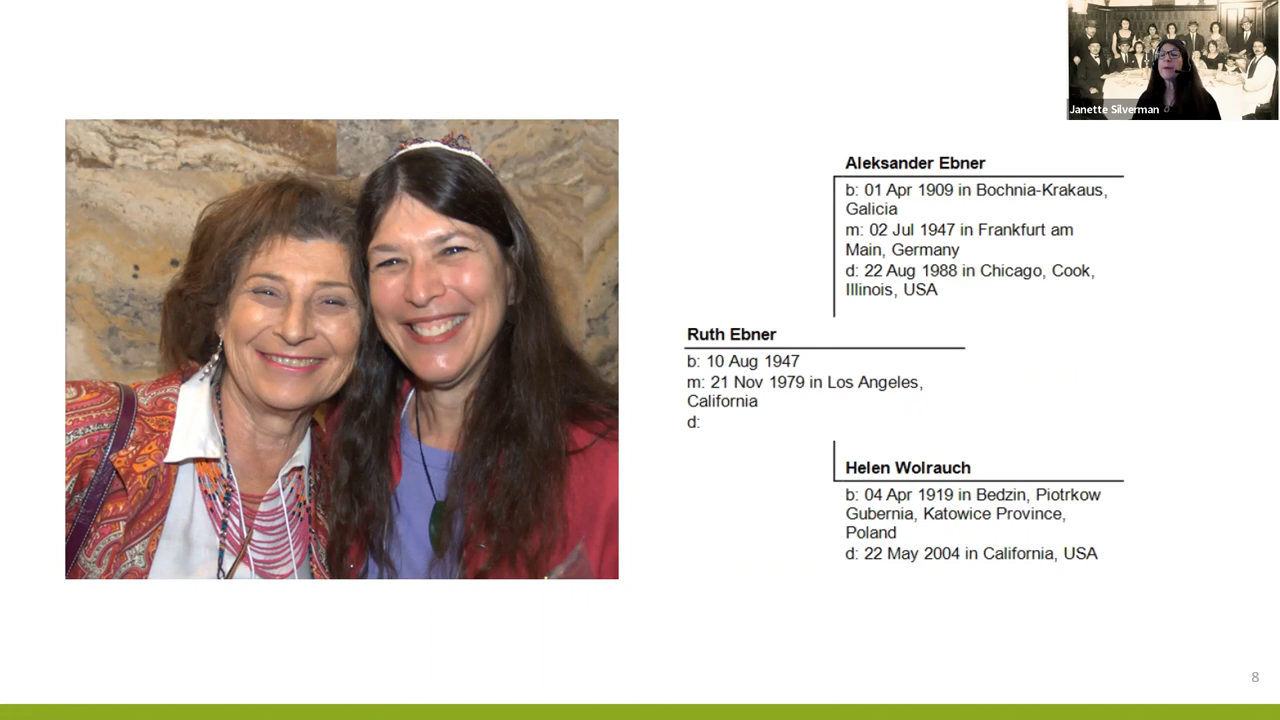 Janette Silverman
Aleksander Ebner
b: 01 Apr 1909 in Bochnia-Krakaus,
Galicia
m: 02 Jul 1947 in Frankfurt am
Main, Germany
d: 22 Aug 1988 in Chicago, Cook,
Illinois, USA
Ruth Ebner
b: 10 Aug 1947
m: 21 Nov 1979 in Los Angeles,
California
d:
Helen Wolrauch
b: 04 Apr 1919 in Bedzin, Piotrkow
Gubernia, Katowice Province,
Poland
d: 22 May 2004 in California, USA
8